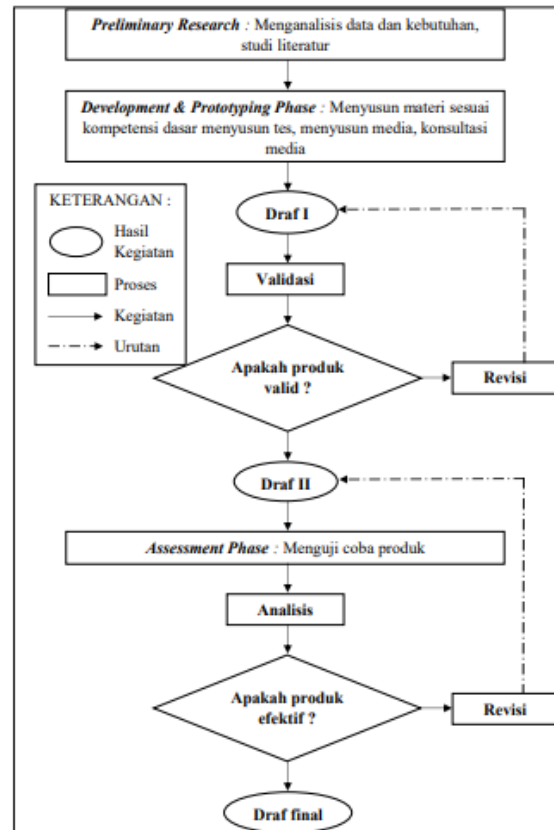 Preliminary Research : Menganalisis data dan kebutuhan,
studi literatur
Development & Prototyping Phase : Menyusun materi sesuai
kompetensi dasar menyusun tes, menyusun media, konsultasi
media
KETERANGAN :
Hasil
Kegiatan
Proses
Kegiatan
Urutan
Draf I
Validasi
Apakah produk
valid ?
Revisi
Draf II
Assessment Phase : Menguji coba produk
Analisis
Apakah produk
efektif ?
Revisi
Draf final